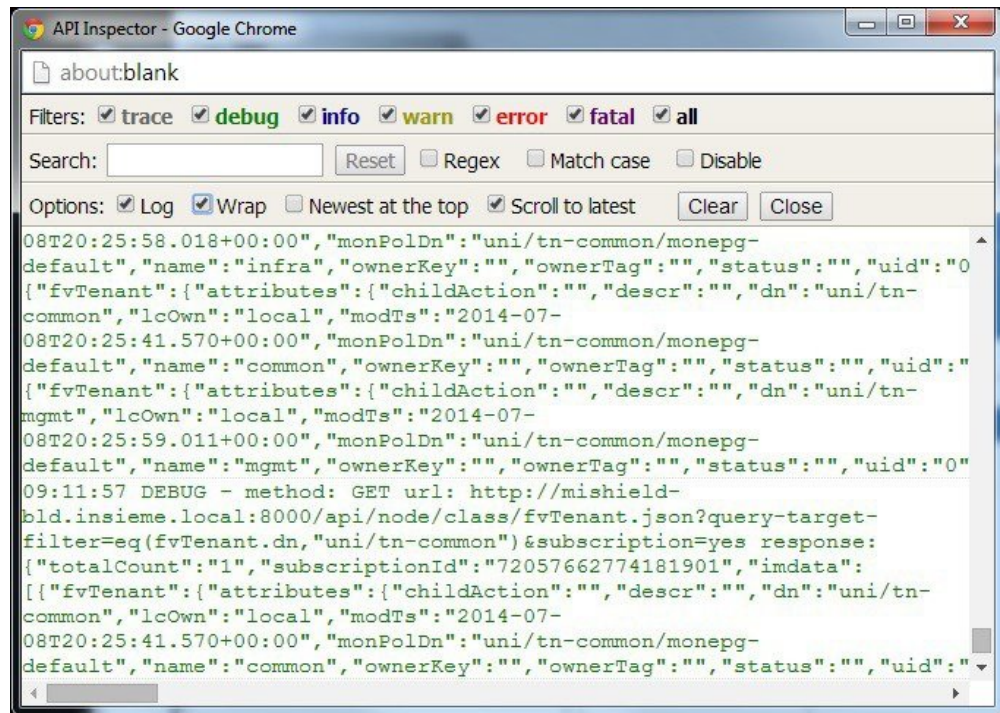 API Inspector - Google Chrome
about:blank
Filters: trace debug info warn error fatal all
Search: Reset Regex Match case Disable
Options: Log Wrap Newest at the top Scroll to latest Clear Close
08T20:25:58.018+00:00","monPolDn":"uni/tn-common/monepg-
default","name":"infra","ownerKey":"","ownerTag":"","status":"","uid":"0
{"fvTenant":{"attributes":{"childAction":"","descr":"","dn":"uni/tn-
common","lcOwn":"local","modTs":"2014-07-
08T20:25:41.570+00:00","monPolDn":"uni/tn-common/monepg-
default","name":"common","ownerKey":"","ownerTag":"","status":"","uid":"
{"fvTenant":{"attributes":{"childAction":"","descr":"","dn":"uni/tn-
mgmt","lcOwn":"local","modTs":"2014-07-
08T20:25:59.011+00:00","monPolDn":"uni/tn-common/monepg-
default","name":"mgmt","ownerKey":"","ownerTag":"","status":"","uid":"0"
09:11:57 DEBUG - method: GET url: http://mishield-
bld.insieme.local:8000/api/node/class/fvTenant.json?query-target-
filter=eq(fvTenant.dn,"uni/tn-common")&subscription=yes response:
{"totalCount":"1","subscriptionId":"72057662774181901","imdata":
[{"fvTenant":{"attributes":{"childAction":"","descr":"","dn":"uni/tn-
common","lcOwn":"local","modTs":"2014-07-
08T20:25:41.570+00:00","monPolDn":"uni/tn-common/monepg-
default","name":"common","ownerKey":"","ownerTag":"","status":"","uid":"